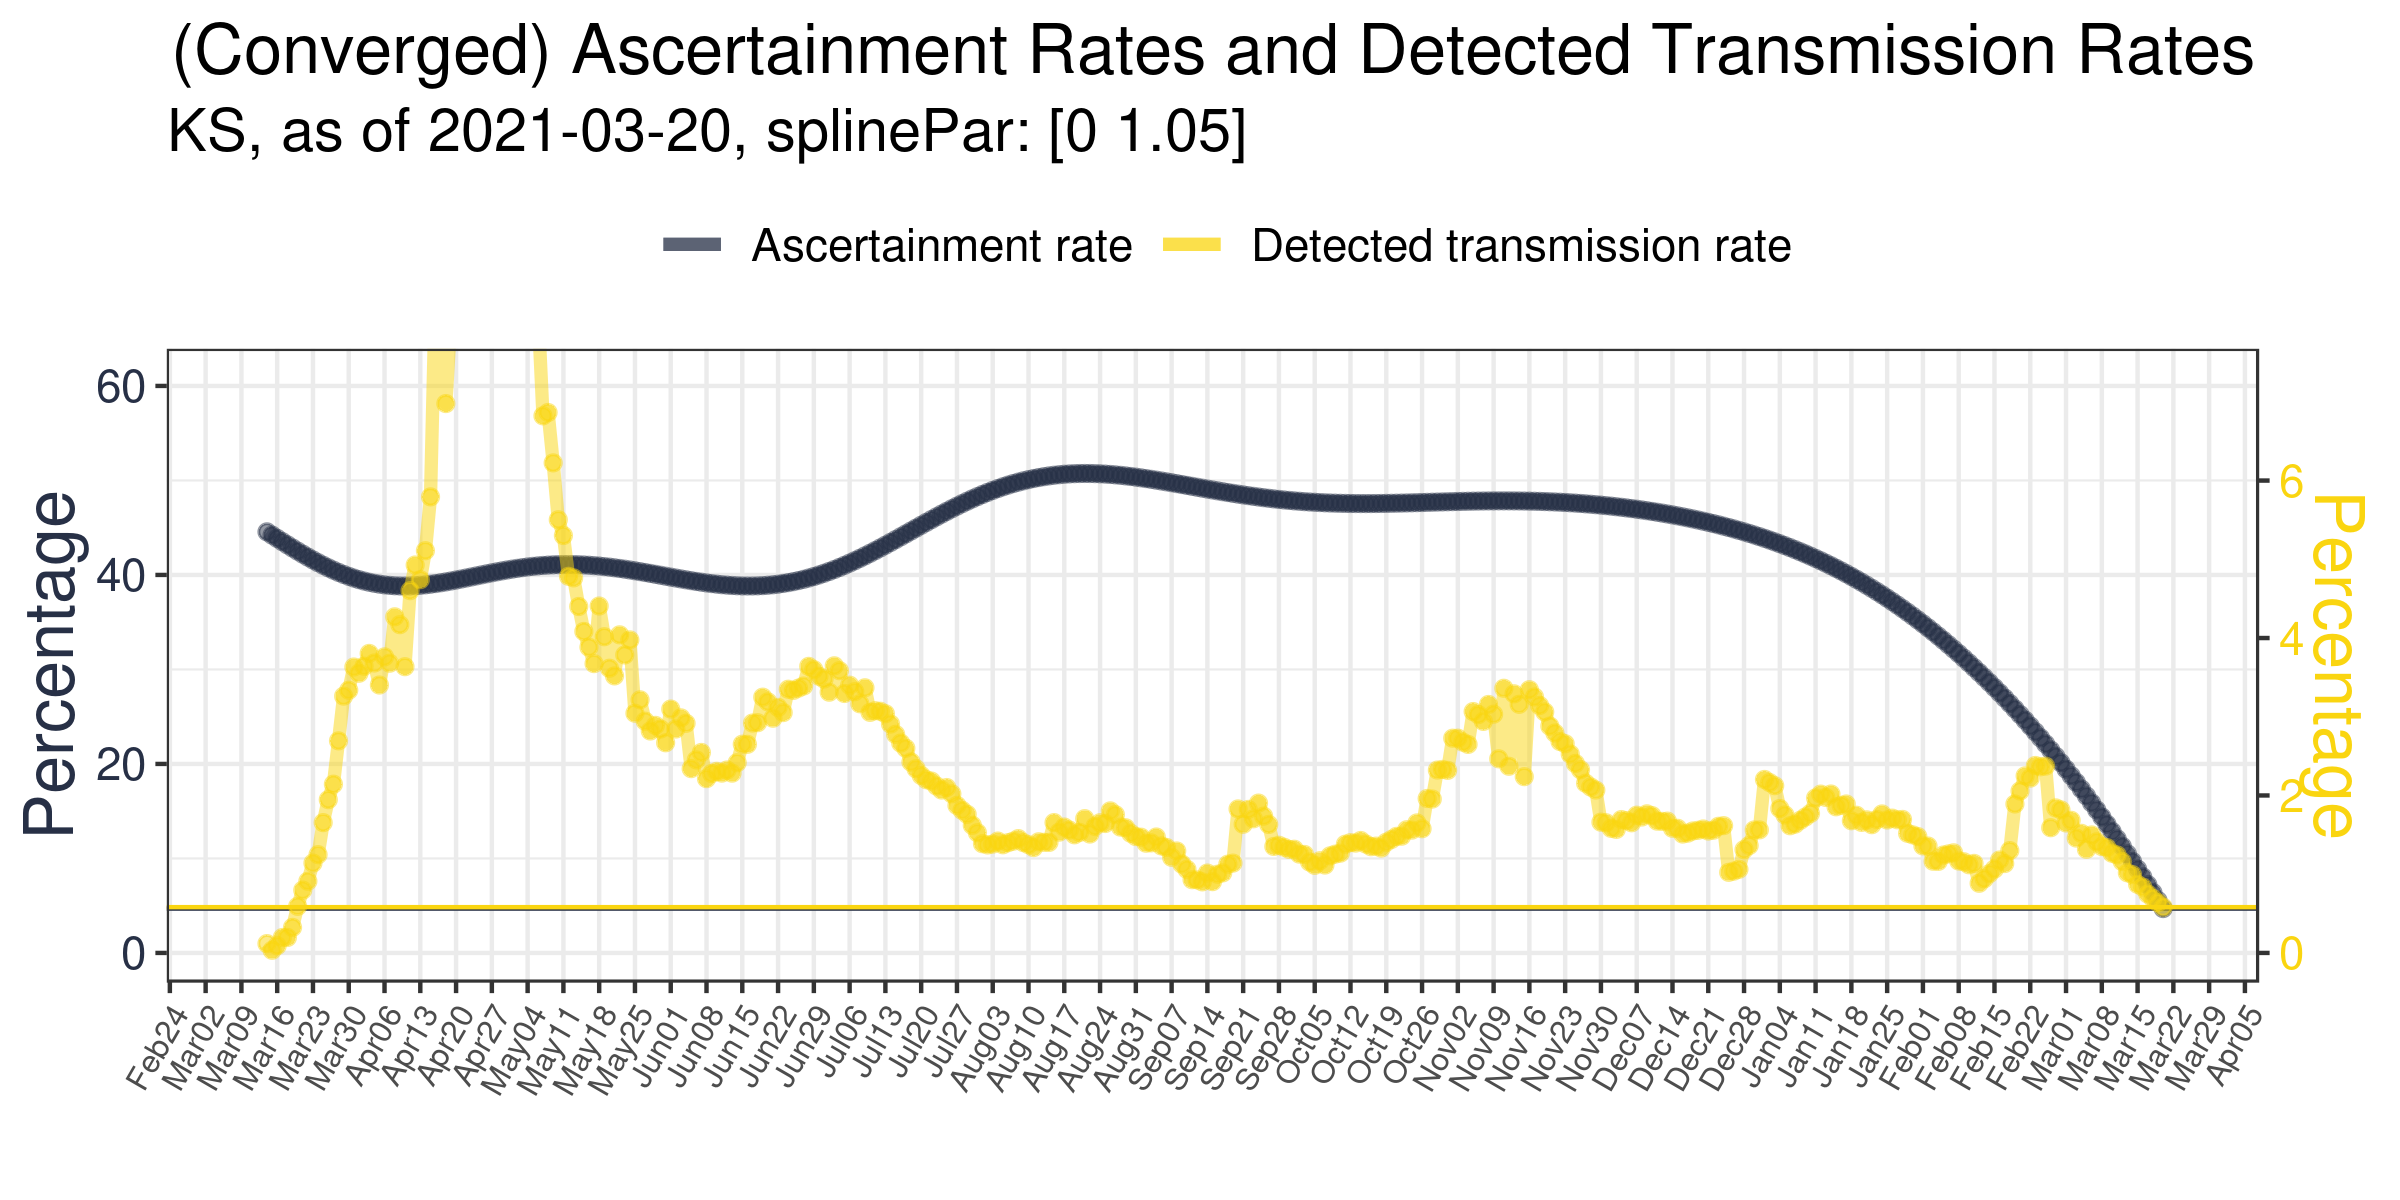 (Converged) Ascertainment Rates and Detected Transmission Rates
KS, as of 2021-03-20, splinePar: [0 1.05]
Ascertainment rate
Detected transmission rate
Percentage
60
40
20
0
6
4
2
0
Percentage
Feb24
Mar02
Mar09
Mar16
Mar23
Mar30
Apr06
Apr13
Apr20
Apr27
May04
May11
May18
May25
Jun01
Jun08
Jun15
Jun22
Jun29
Jul06
Jul13
Jul20
Jul27
Aug03
Aug10
Aug17
Aug24
Aug31
Sep07
Sep14
Sep21
Sep28
Oct05
Oct12
Oct19
Oct26
Nov02
Nov09
Nov16
Nov23
Nov30
Dec07
Dec14
Dec21
Dec28
Jan04
Jan11
Jan18
Jan25
Feb01
Feb08
Feb15
Feb22
Mar01
Mar08
Mar15
Mar22
Mar29
Apr05